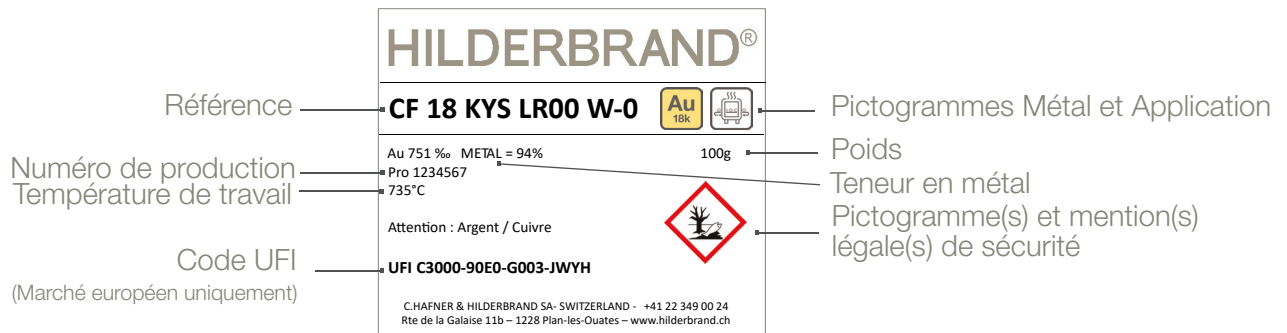 HILDERBRAND®
Référence
CF 18 KYS LR00 W-0
Au
18k
Pictogrammes Métal et Application
Au 751 ‰ METAL = 94%
100g
Poids
Numéro de production
Pro 1234567
Teneur en métal
Température de travail
735°C
Attention : Argent / Cuivre
Pictogramme(s) et mention(s)
légale(s) de sécurité
Code UFI
(Marché européen uniquement)
UFI C3000-90E0-G003-JWYH
C.HAFNER & HILDERBRAND SA- SWITZERLAND - +41 22 349 00 24
Rte de la Galaise 11b – 1228 Plan-les-Ouates – www.hilderbrand.ch